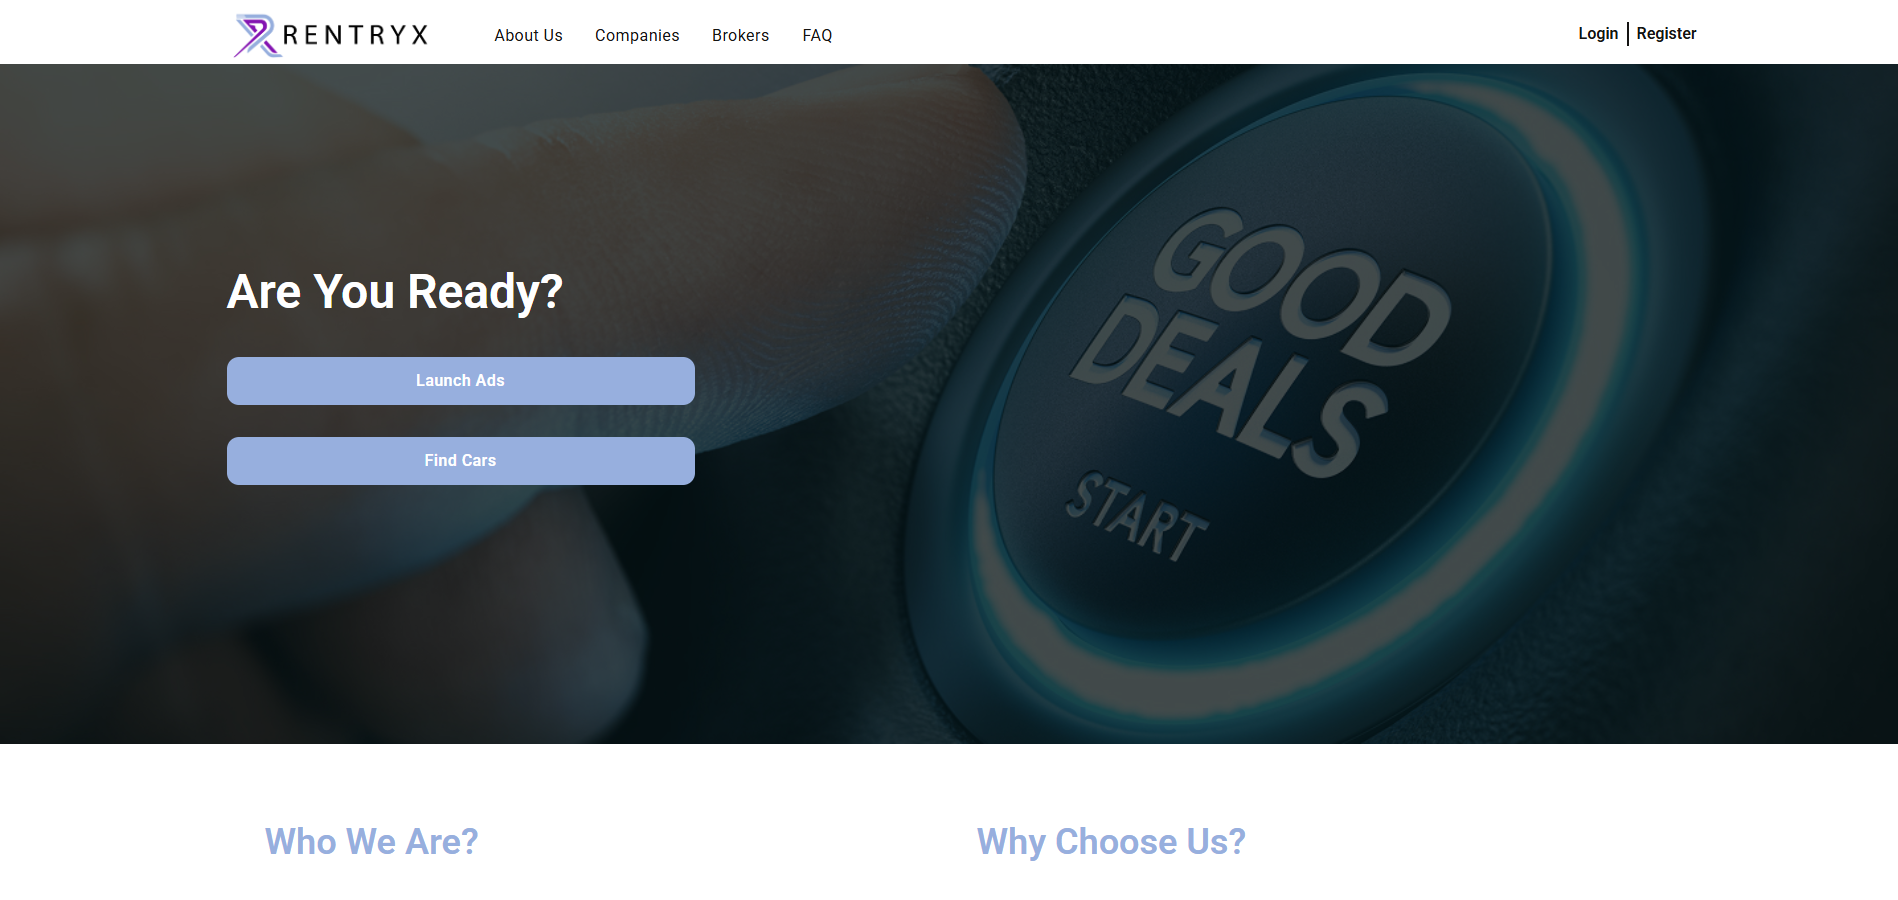 RENTRYX
About Us
Companies
Brokers
FAQ
Login
Register
Are You Ready?
Launch Ads
Find Cars
GOOD
DEALS
START
Who We Are?
Why Choose Us?